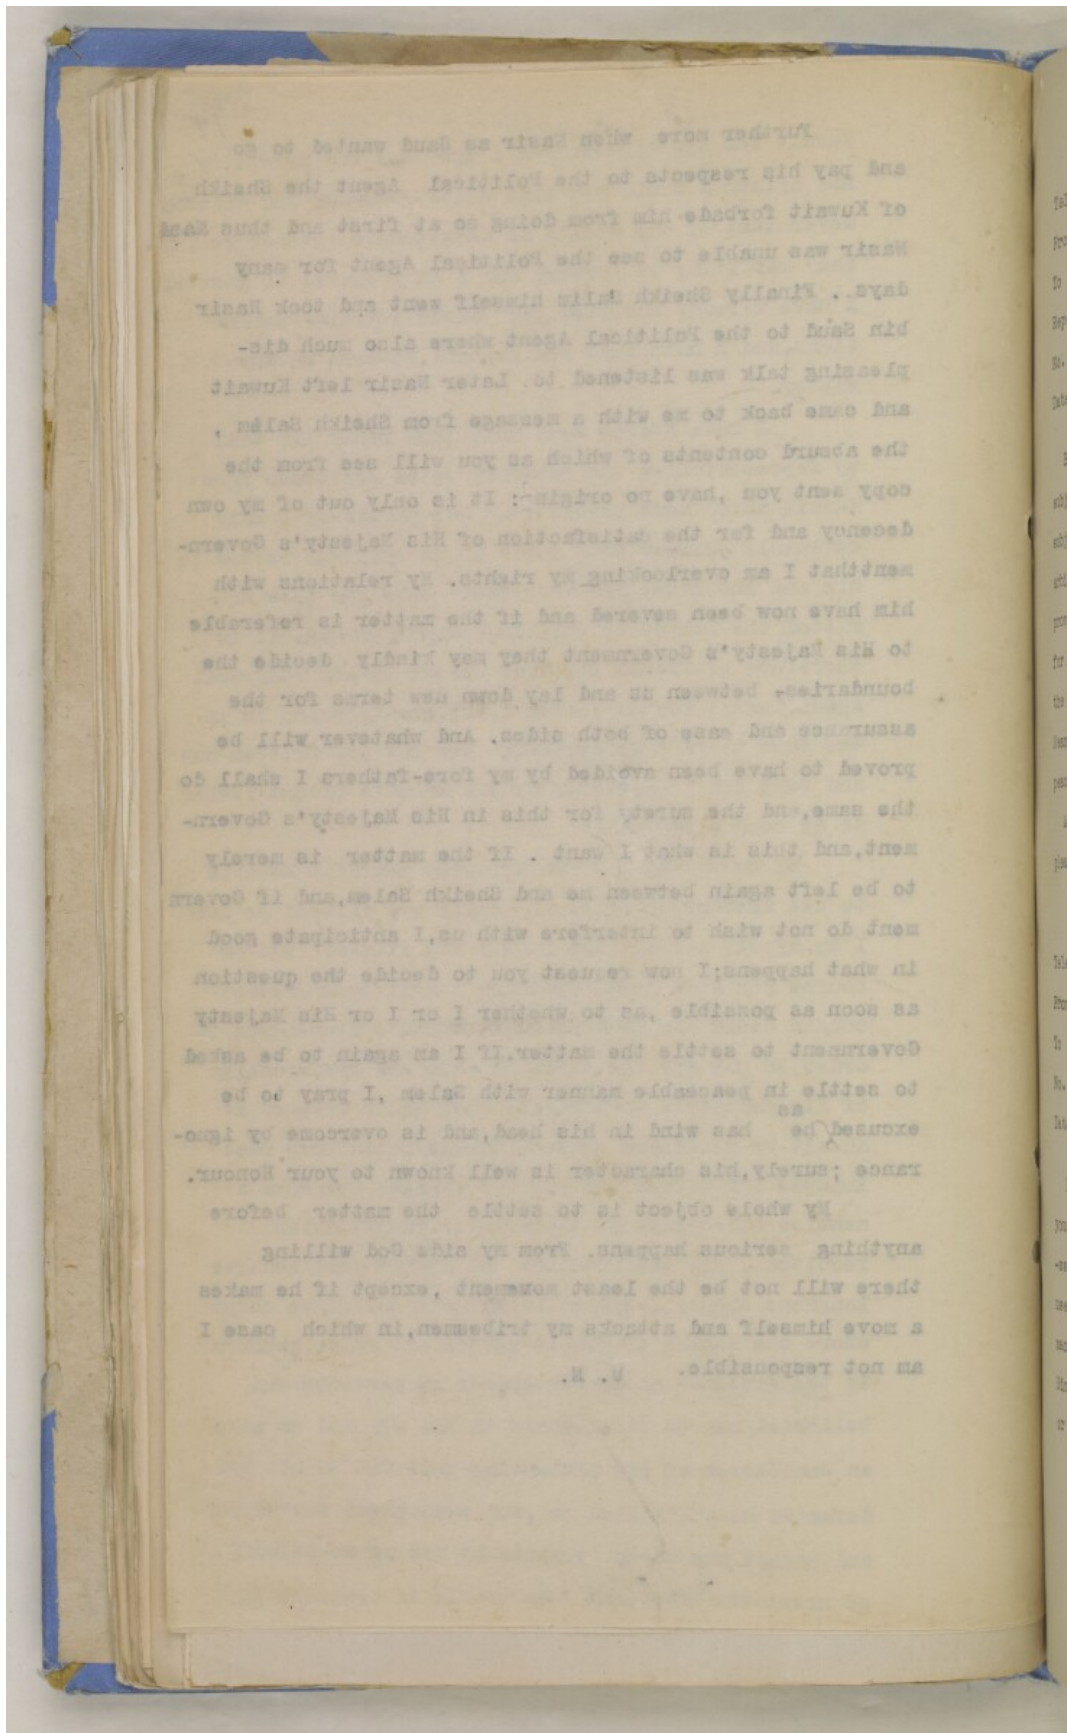 Further more when Nasir as Saud wanted to go
and pay his respects to the Political Agent the Sheikh
of Kuwait forbade him from doing so at first and thus
Nasir was unable to see the Political Agent for many
days.. Finally Sheikh Salim himself went and took Nasir
bin Saud to the Political Agent where also much dis-
pleasing talk was listened to. Later Nasir left Kuwait
and came back to me with a message from Sheikh Salem ,
the absurd contents of which as you will see from the
copy sent you ,have no origin : It is only out of my own
decency and for the satisfaction of His Majesty's Govern-
mentthat I am overlooking my rights. My relations with
him have now been severed and if the matter is referable
to His Majesty's Government they may kindly decide the
boundaries between us and lay down new terms for the
assurance and ease of both sides. And whatever will be
proved to have been avoided by my fore-fathers I shall do
the same,and the surety for this in His Majesty's Govern-
ment,and this is what I want . If the matter is merely
to be left again between me and Sheikh Salem,and if Govern
ment do not wish to interfere with us,I anticipate good
in what happens;I now request you to decide the question
as soon as possible ,as to whether I or I or His Majesty
Government to settle the matter.If I am again to be asked
to settle in peaceable manner with Salem ,I pray to be
excused as he has wind in his head,and is overcome by igno-
rance ;surely,his character is well known to your Honour.
My whole object is to settle the matter before
anything serious happens. From my side God willing
there will not be the least movement ,except if he makes
a move himself and attacks my tribesmen,in which case I
am not responsible. U. E.